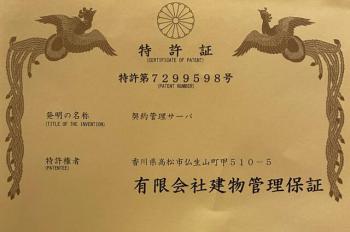 特許証
(CERTIFICATE OF PATENT)
特許第7299598号
(PATENT NUMBER)
発明の名称 契約管理サーバ
(TITLE OF THE INVENTION)
特許権者 香川県高松市仏生山町甲510-5
(PATENTEE)
有限会社建物管理保証